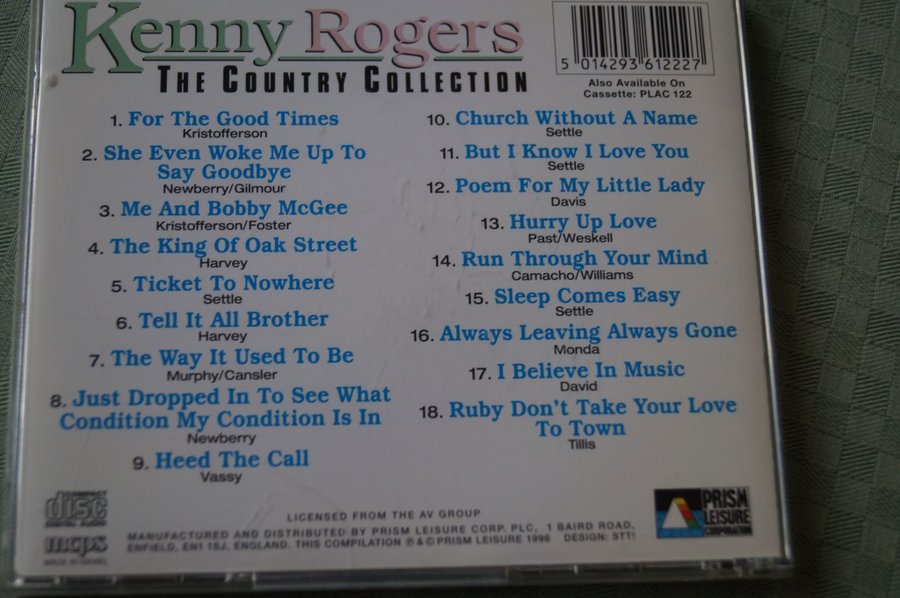 Kenny Rogers
THE COUNTRY COLLECTION
5 014293 612227
Also Available On
Cassette: PLAC 122
1. For The Good Times
Kristofferson
2. She Even Woke Me Up To
Say Goodbye
Newberry/Gilmour
3. Me And Bobby McGee
Kristofferson/Foster
4. The King Of Oak Street
Harvey
5. Ticket To Nowhere
Settle
6. Tell It All Brother
Harvey
7. The Way It Used To Be
Murphy/Cansler
8. Just Dropped In To See What
Condition My Condition Is In
Newberry
9. Heed The Call
Vassy
10. Church Without A Name
Settle
11. But I Know I Love You
Settle
12. Poem For My Little Lady
Davis
13. Hurry Up Love
Past/Weskell
14. Run Through Your Mind
Camacho/Williams
15. Sleep Comes Easy
Settle
16. Always Leaving Always Gone
Monda
17. I Believe In Music
David
18. Ruby Don't Take Your Love
To Town
Tillis
COMPACT
disc
DIGITAL AUDIO
mcps
MADE IN ISRAEL
LICENSED FROM THE AV GROUP
MANUFACTURED AND DISTRIBUTED BY PRISM LEISURE CORP. PLC, 1 BAIRD ROAD,
ENFIELD, EN1 1SJ, ENGLAND. THIS COMPILATION ℗ & © PRISM LEISURE 1996 DESIGN: STT!
PRISM
LEISURE
CORPORATION